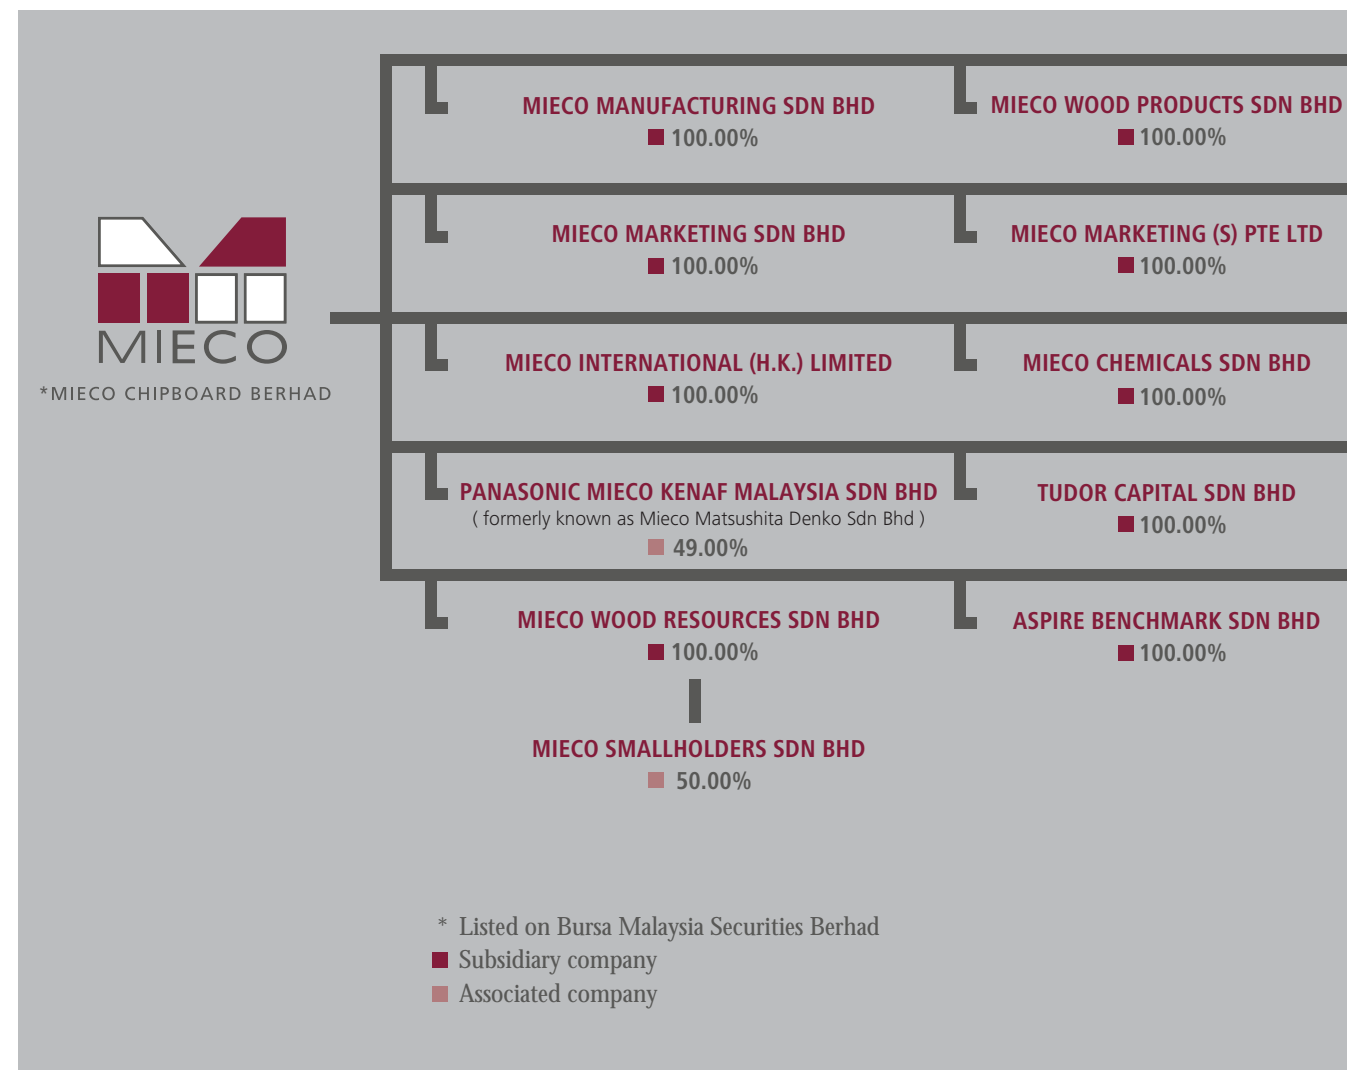 MIECO
*MIECO CHIPBOARD BERHAD
MIECO MANUFACTURING SDN BHD
100.00%
MIECO WOOD PRODUCTS SDN BHD
100.00%
MIECO MARKETING SDN BHD
100.00%
MIECO MARKETING (S) PTE LTD
100.00%
MIECO INTERNATIONAL (H.K.) LIMITED
100.00%
MIECO CHEMICALS SDN BHD
100.00%
PANASONIC MIECO KENAF MALAYSIA SDN BHD
( formerly known as Mieco Matsushita Denko Sdn Bhd )
49.00%
TUDOR CAPITAL SDN BHD
100.00%
MIECO WOOD RESOURCES SDN BHD
100.00%
ASPIRE BENCHMARK SDN BHD
100.00%
MIECO SMALLHOLDERS SDN BHD
50.00%
* Listed on Bursa Malaysia Securities Berhad
Subsidiary company
Associated company